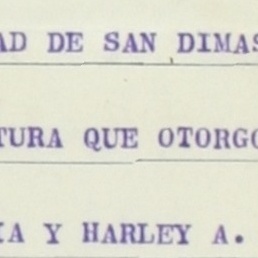 AD DE SAN DIMAS
TURA QUE OTORGO
IA Y HARLEY A.